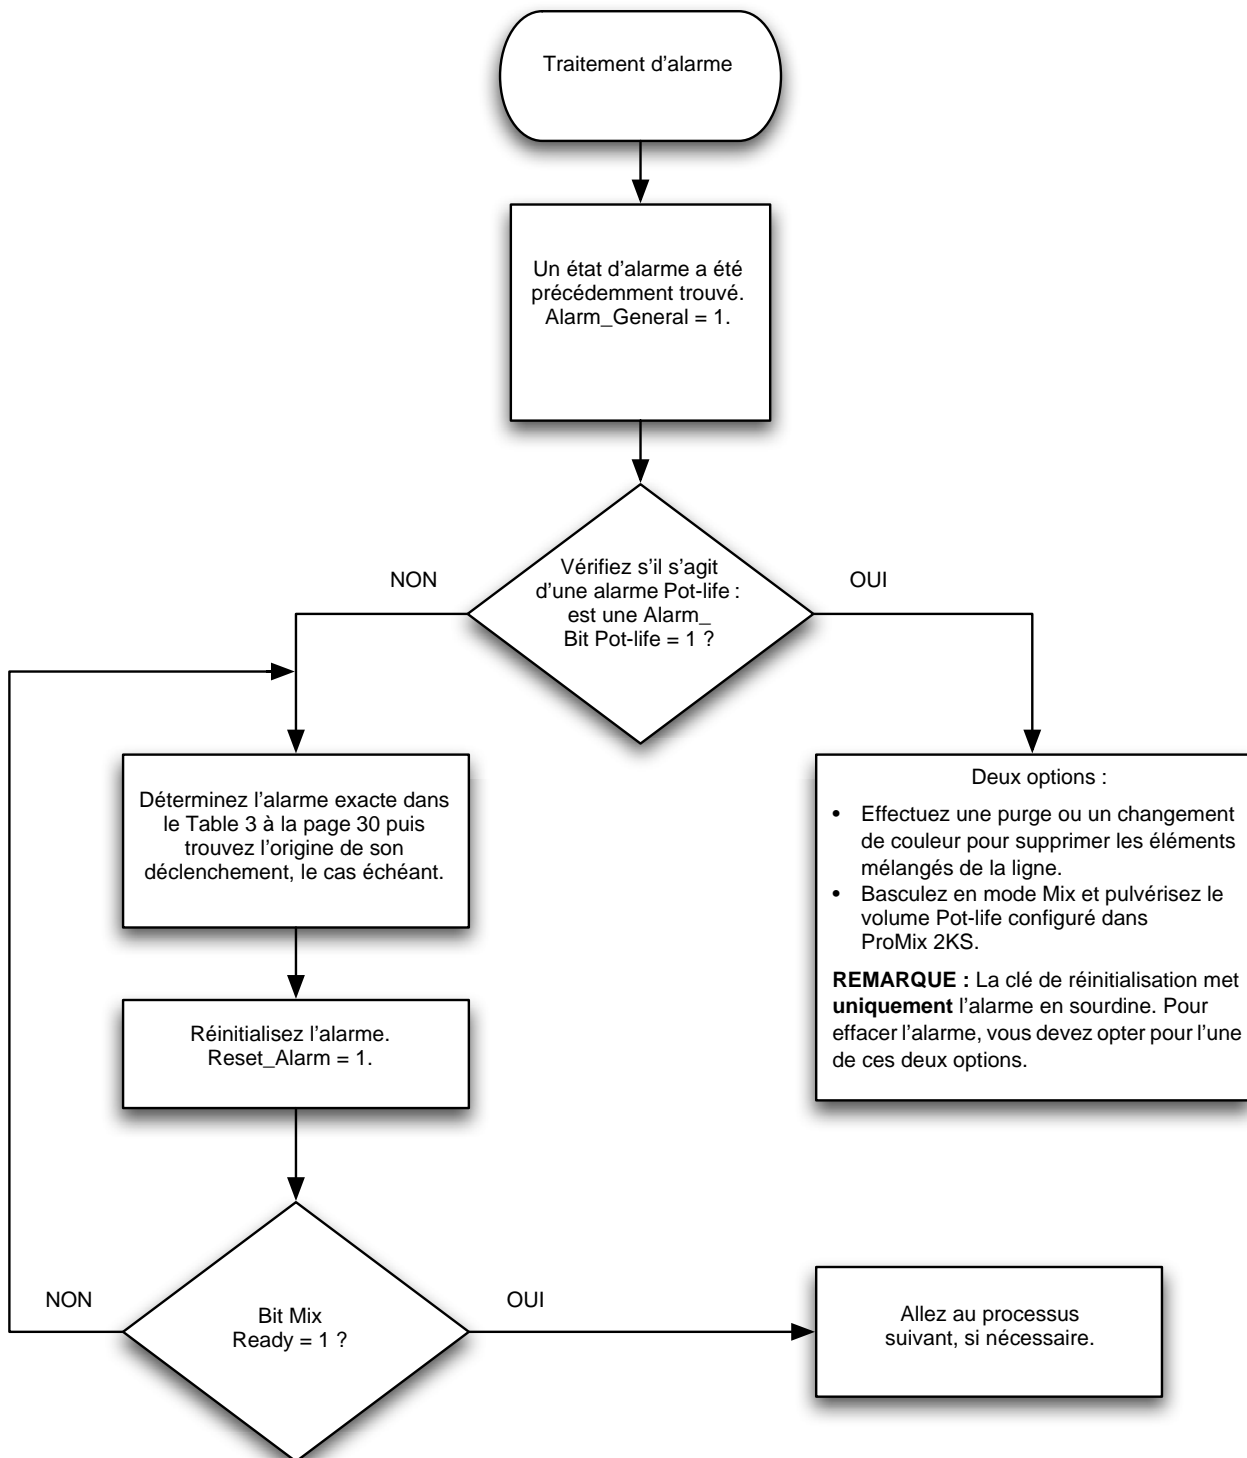 Traitement d’alarme
Un état d’alarme a été
précédemment trouvé.
Alarm_General = 1.
Vérifiez s’il s’agit
d’une alarme Pot-life :
est une Alarm_
Bit Pot-life = 1 ?
NON
OUI
Déterminez l’alarme exacte dans
le Table 3 à la page 30 puis
trouvez l’origine de son
déclenchement, le cas échéant.
Deux options :
• Effectuez une purge ou un changement
de couleur pour supprimer les éléments
mélangés de la ligne.
• Basculez en mode Mix et pulvérisez le
volume Pot-life configuré dans
ProMix 2KS.
REMARQUE : La clé de réinitialisation met
uniquement l’alarme en sourdine. Pour
effacer l’alarme, vous devez opter pour l’une
de ces deux options.
Réinitialisez l’alarme.
Reset_Alarm = 1.
NON
Bit Mix
Ready = 1 ?
OUI
Allez au processus
suivant, si nécessaire.